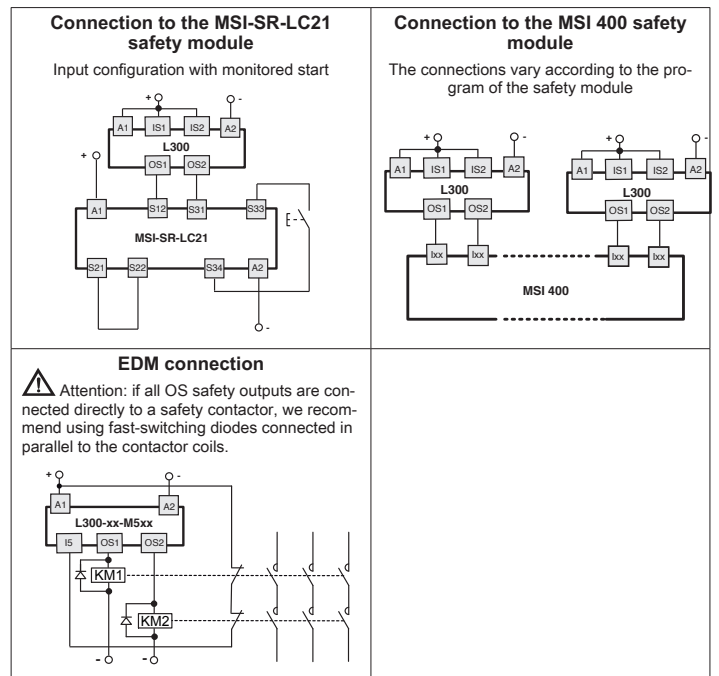 Connection to the MSI-SR-LC21
safety module
Input configuration with monitored start
+ -
A1 IS1 IS2 A2
L300
OS1 OS2
+
A1 S12 S31 S33
MSI-SR-LC21
S21 S22 S34 A2
-
Connection to the MSI 400 safety
module
The connections vary according to the pro-
gram of the safety module
+ - + -
A1 IS1 IS2 A2 A1 IS1 IS2 A2
L300 L300
OS1 OS2 OS1 OS2
Ixx Ixx Ixx Ixx
MSI 400
EDM connection
Attention: if all OS safety outputs are con-
nected directly to a safety contactor, we recom-
mend using fast-switching diodes connected in
parallel to the contactor coils.
+ -
A1 A2
L300-xx-M5xx
I5 OS1 OS2
KM1
KM2
- -